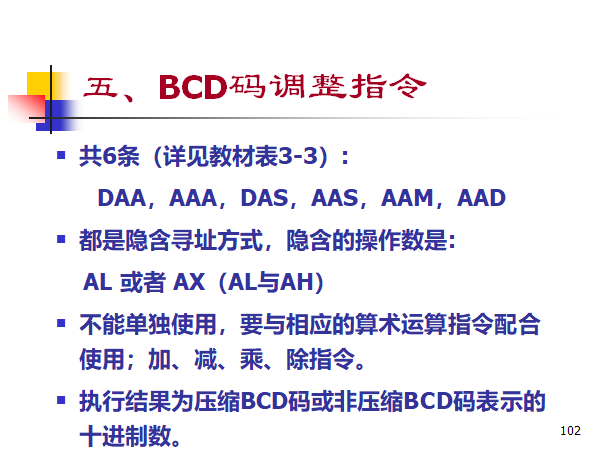 五、BCD码调整指令
共6条（详见教材表3-3）:
DAA，AAA，DAS，AAS，AAM，AAD
都是隐含寻址方式，隐含的操作数是:
AL 或者 AX（AL与AH）
不能单独使用，要与相应的算术运算指令配合
使用；加、减、乘、除指令。
执行结果为压缩BCD码或非压缩BCD码表示的
十进制数。
102